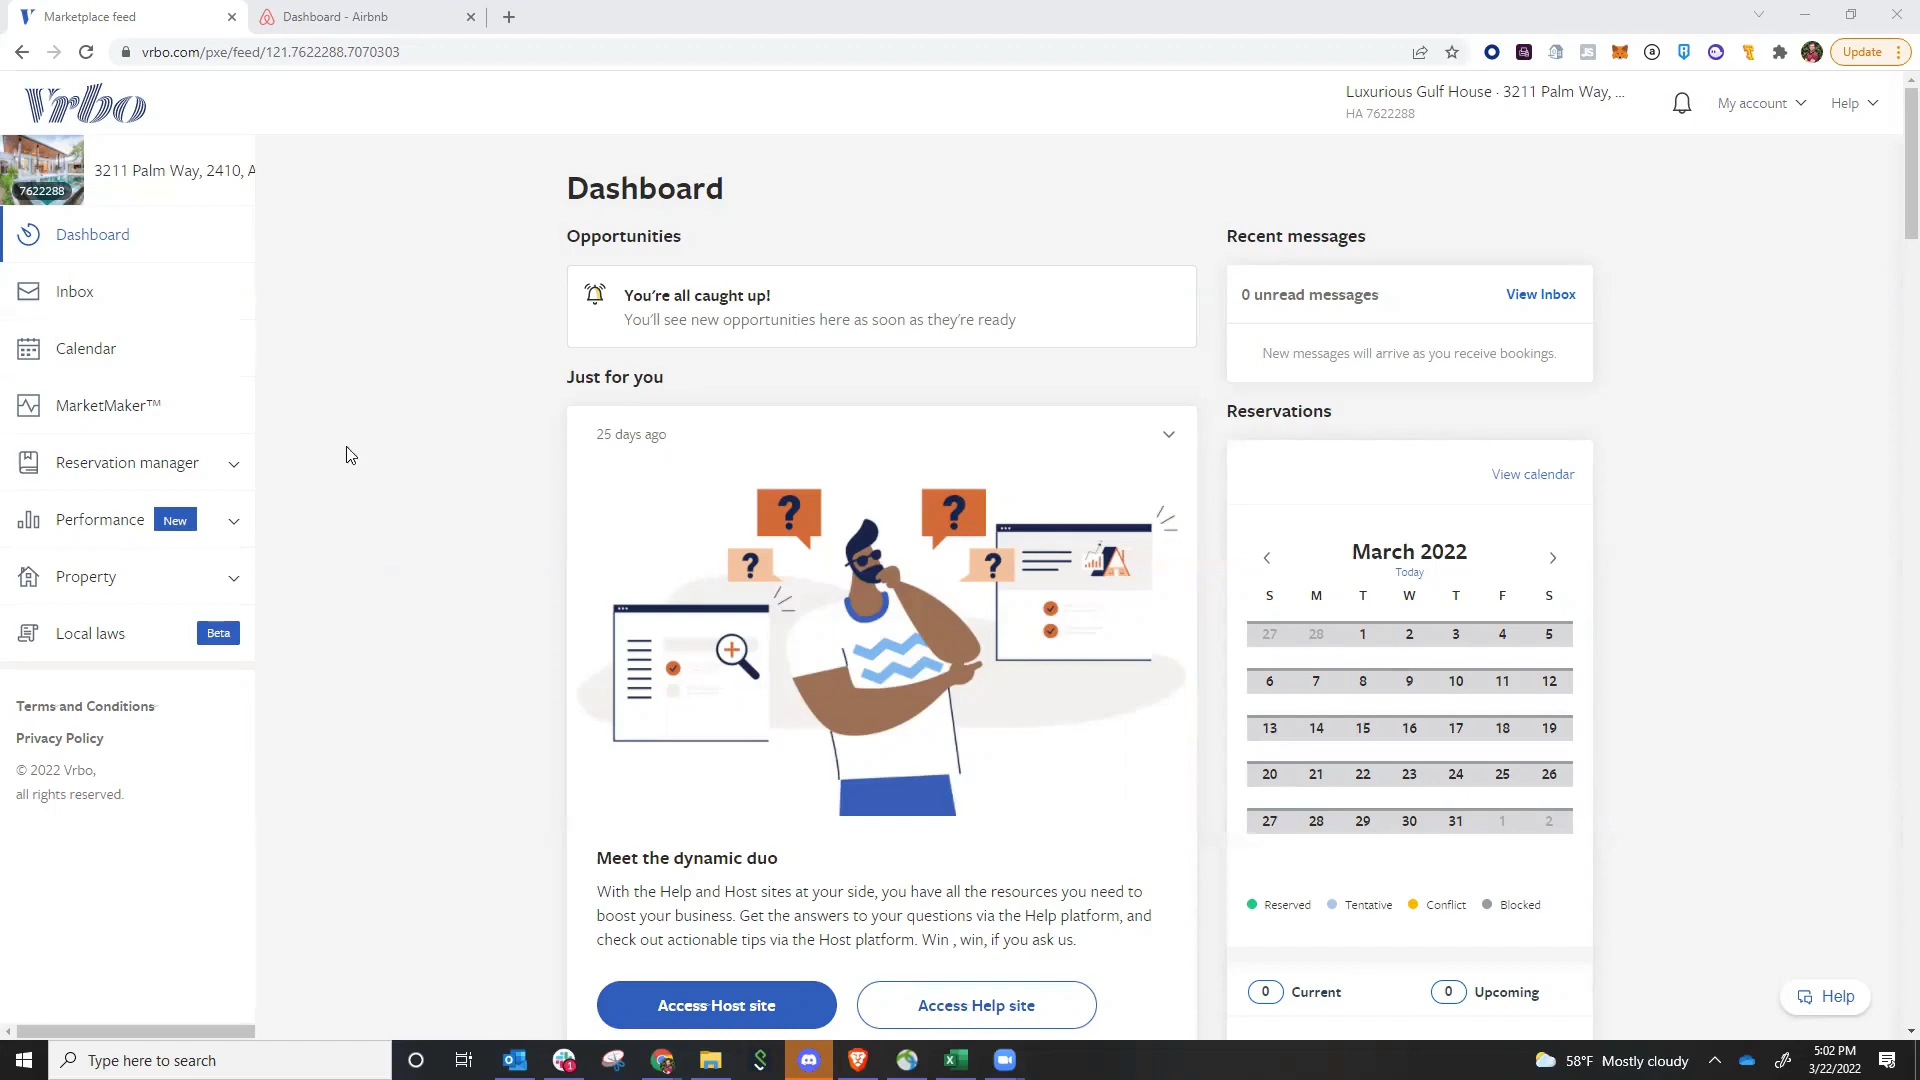 Marketplace feed
Dashboard - Airbnb
vrbo.com/pxe/feed/121.7622288.7070303
Update
Vrbo
Luxurious Gulf House · 3211 Palm Way, ...
HA 7622288
My account
Help
7622288
3211 Palm Way, 2410, A
Dashboard
Inbox
Calendar
MarketMaker™
Reservation manager
Performance New
Property
Local laws Beta
Terms and Conditions
Privacy Policy
© 2022 Vrbo,
all rights reserved.
Dashboard
Opportunities
You're all caught up!
You'll see new opportunities here as soon as they're ready
Just for you
25 days ago
? ?
? ?
Meet the dynamic duo
With the Help and Host sites at your side, you have all the resources you need to
boost your business. Get the answers to your questions via the Help platform, and
check out actionable tips via the Host platform. Win , win, if you ask us.
Access Host site
Access Help site
Recent messages
0 unread messages
View Inbox
New messages will arrive as you receive bookings.
Reservations
View calendar
March 2022
Today
S M T W T F S
27 28 1 2 3 4 5
6 7 8 9 10 11 12
13 14 15 16 17 18 19
20 21 22 23 24 25 26
27 28 29 30 31 1 2
Reserved Tentative Conflict Blocked
0 Current 0 Upcoming
Help
Type here to search
58°F Mostly cloudy
5:02 PM
3/22/2022